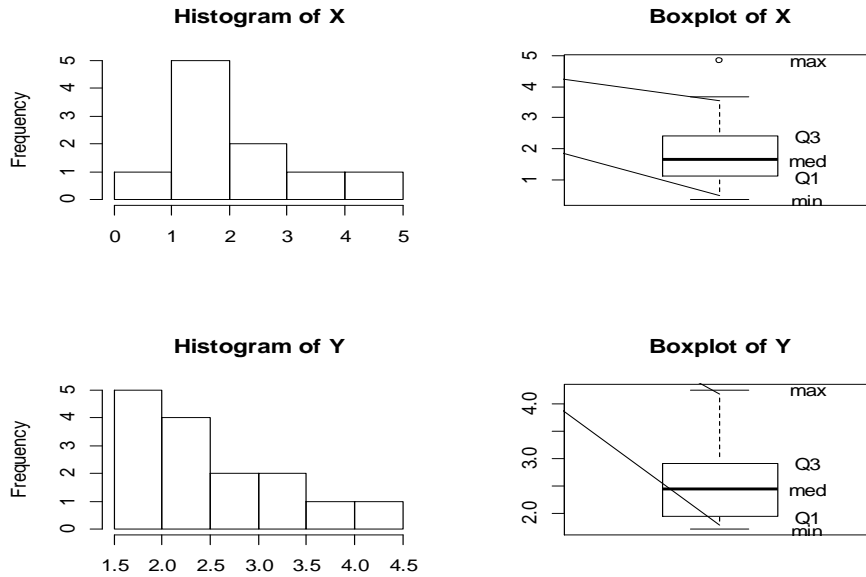 Histogram of X
Frequency
0 1 2 3 4 5
0 1 2 3 4 5
Boxplot of X
1 2 3 4 5
max
Q3
med
Q1
min
Histogram of Y
Frequency
0 1 2 3 4 5
1.5 2.0 2.5 3.0 3.5 4.0 4.5
Boxplot of Y
2.0 3.0 4.0
max
Q3
med
Q1
min